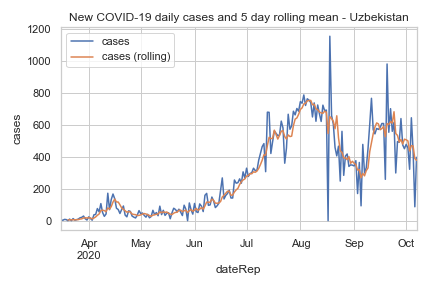 New COVID-19 daily cases and 5 day rolling mean - Uzbekistan
cases
cases (rolling)
1200
1000
800
600
400
200
0
cases
Apr
2020
May
Jun
Jul
Aug
Sep
Oct
dateRep